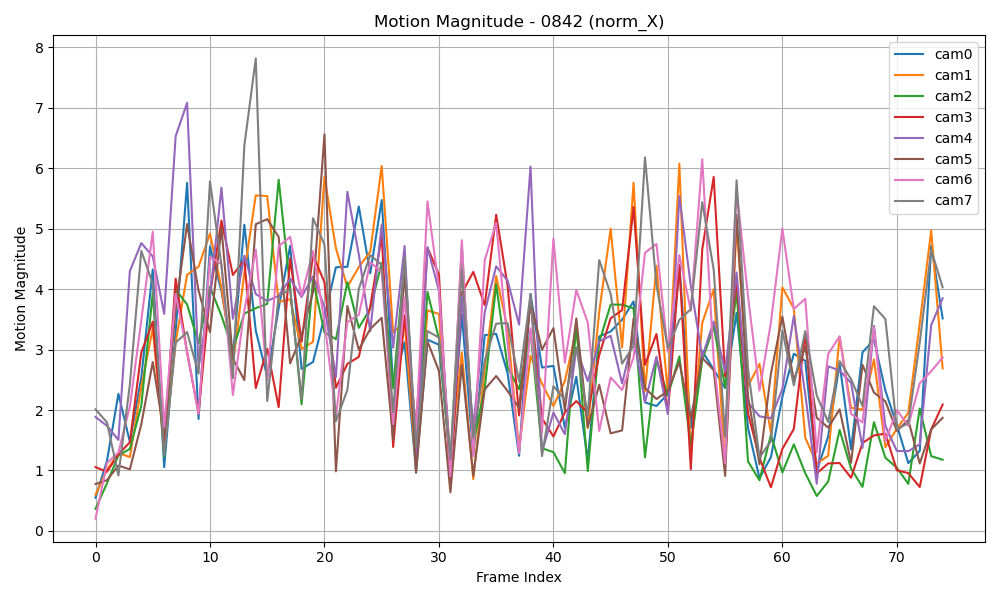 Motion Magnitude - 0842 (norm_X)
8
7
6
5
4
3
2
1
0
Motion Magnitude
0 10 20 30 40 50 60 70
Frame Index
cam0
cam1
cam2
cam3
cam4
cam5
cam6
cam7